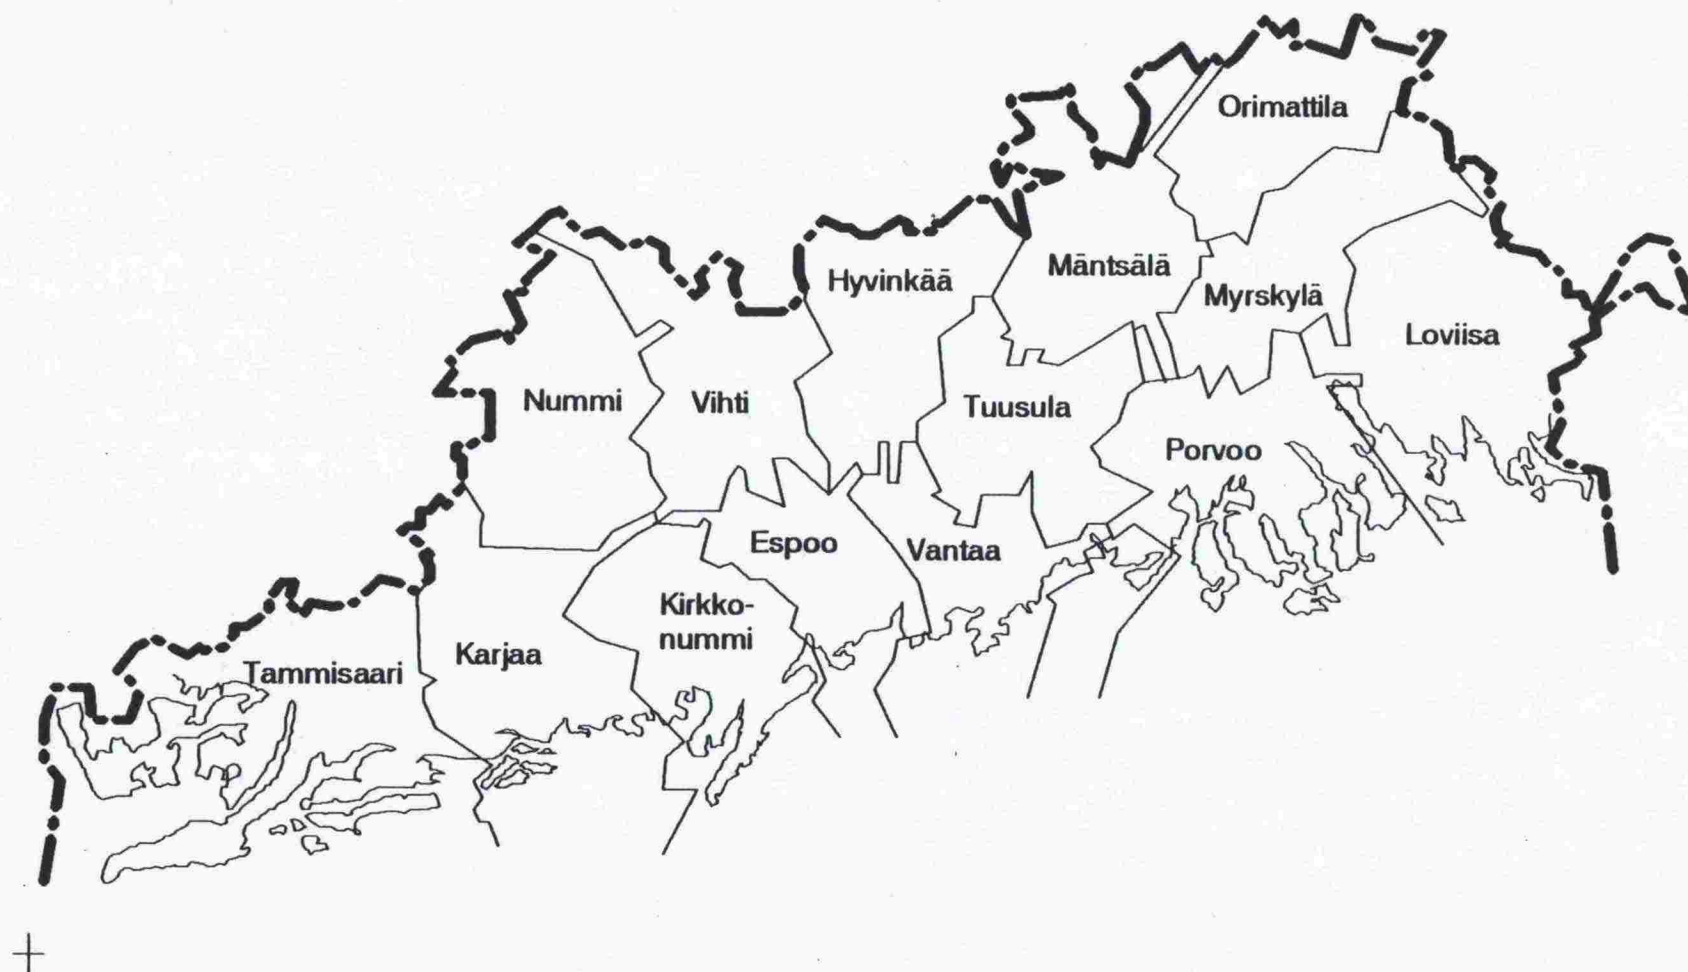 Orimattila
Mäntsälä
Hyvinkää
Myrskylä
Loviisa
Nummi
Vihti
Tuusula
Porvoo
Espoo
Vantaa
Kirkko-
nummi
Karjaa
Tammisaari